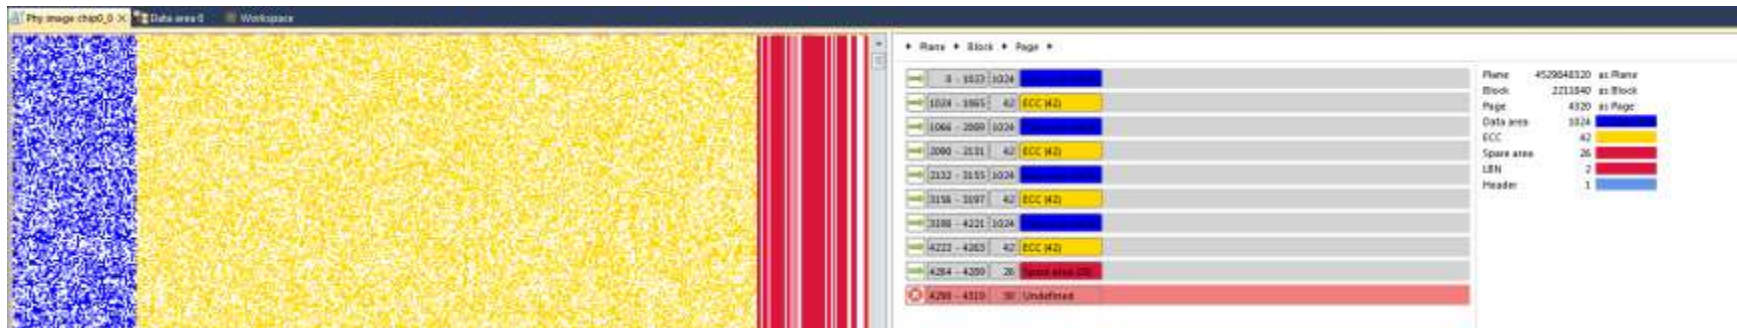 Phy image chip0_0 × Data area 0 Workspace
Plane Block Page
0 - 1023 1024
1024 - 1065 42 ECC (42)
1066 - 2089 1024
2090 - 2131 42 ECC (42)
2132 - 3155 1024
3156 - 3197 42 ECC (42)
3198 - 4221 1024
4222 - 4263 42 ECC (42)
4264 - 4289 26 Spare area (26)
4290 - 4319 30 Undefined
Plane 4529848320 as Plane
Block 2211840 as Block
Page 4320 as Page
Data area 1024
ECC 42
Spare area 26
LBN 2
Header 1